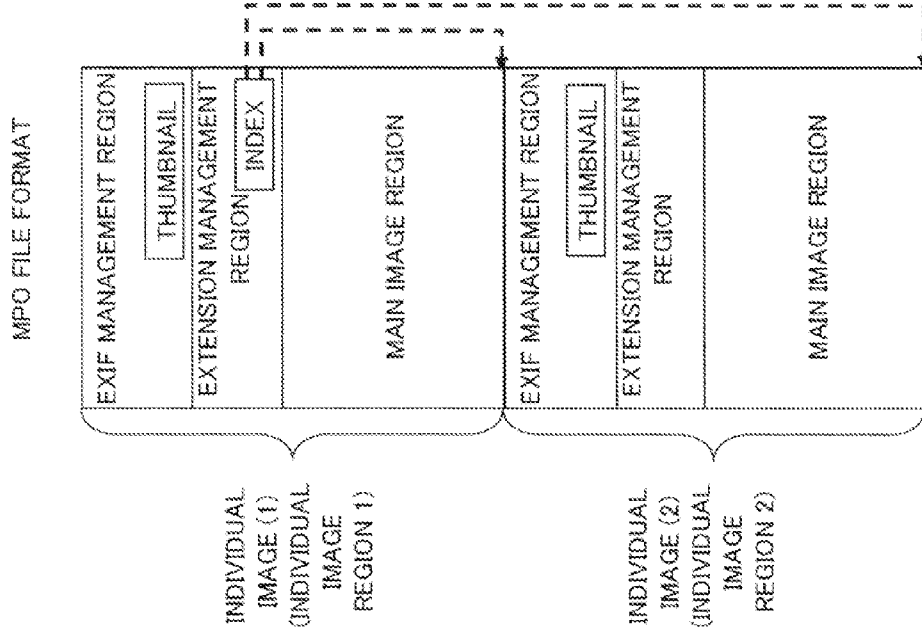 MPO FILE FORMAT
INDIVIDUAL
IMAGE (1)
(INDIVIDUAL
IMAGE
REGION 1)
EXIF MANAGEMENT REGION
THUMBNAIL
EXTENSION MANAGEMENT
REGION
INDEX
MAIN IMAGE REGION
INDIVIDUAL
IMAGE (2)
(INDIVIDUAL
IMAGE
REGION 2)
EXIF MANAGEMENT REGION
THUMBNAIL
EXTENSION MANAGEMENT
REGION
MAIN IMAGE REGION